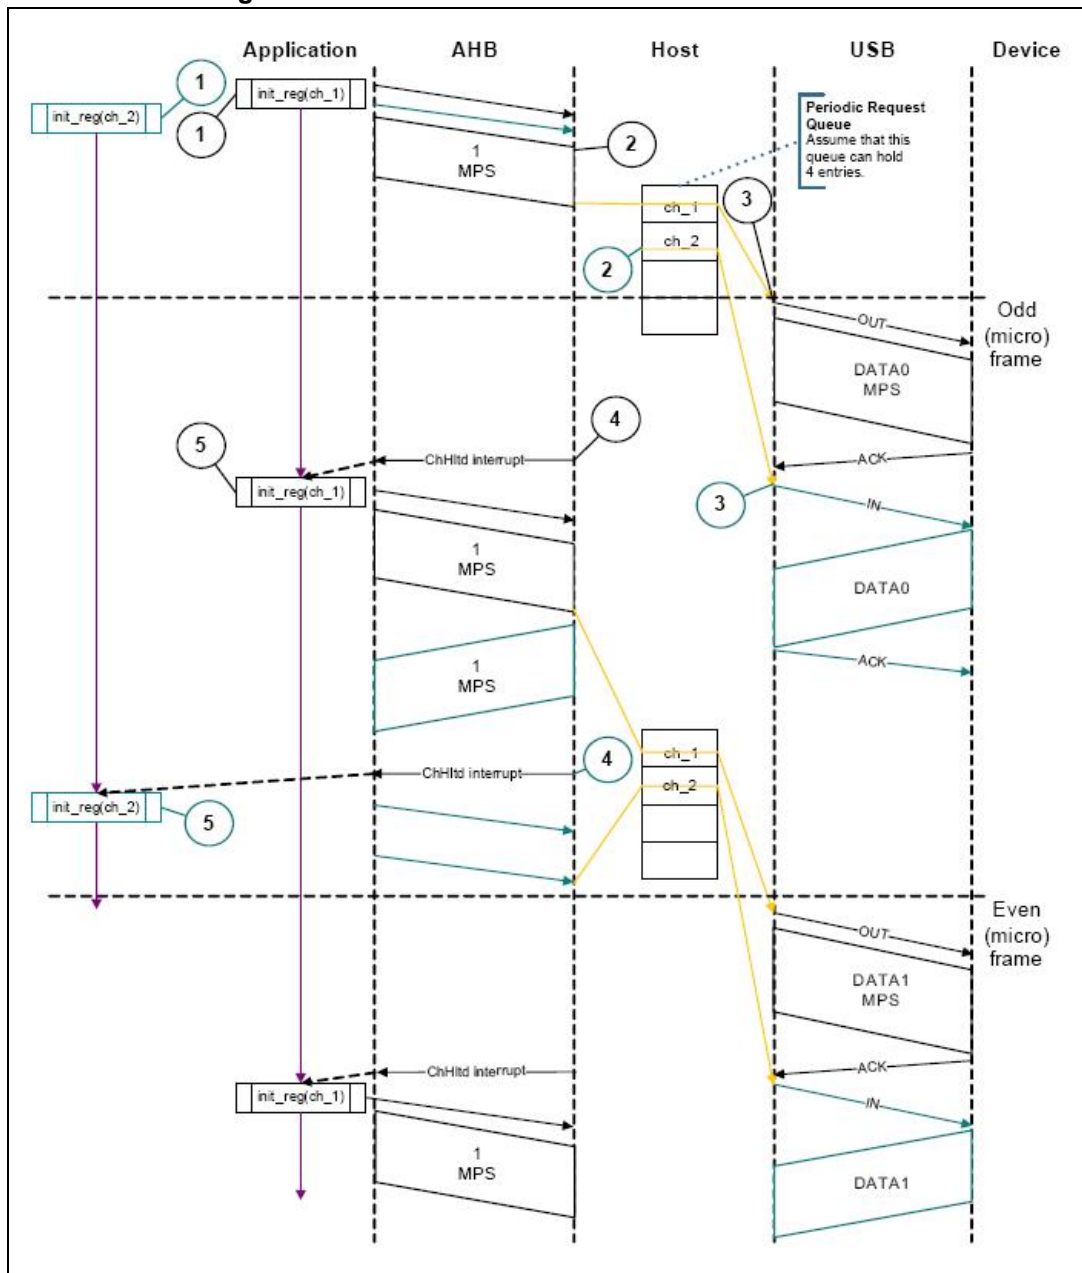 Application AHB Host USB Device
1
init_reg(ch_1)
init_reg(ch_2)
1
Periodic Request
Queue
Assume that this
queue can hold
4 entries.
1
MPS
2
3
ch_1
ch_2
2
Odd
(micro)
frame
OUT
DATA0
MPS
4
5
ChHltd interrupt
ACK
init_reg(ch_1)
3
IN
1
MPS
DATA0
1
MPS
ACK
ch_1
4
ChHltd interrupt
ch_2
init_reg(ch_2)
5
Even
(micro)
frame
OUT
DATA1
MPS
ChHltd interrupt
ACK
init_reg(ch_1)
IN
1
MPS
DATA1